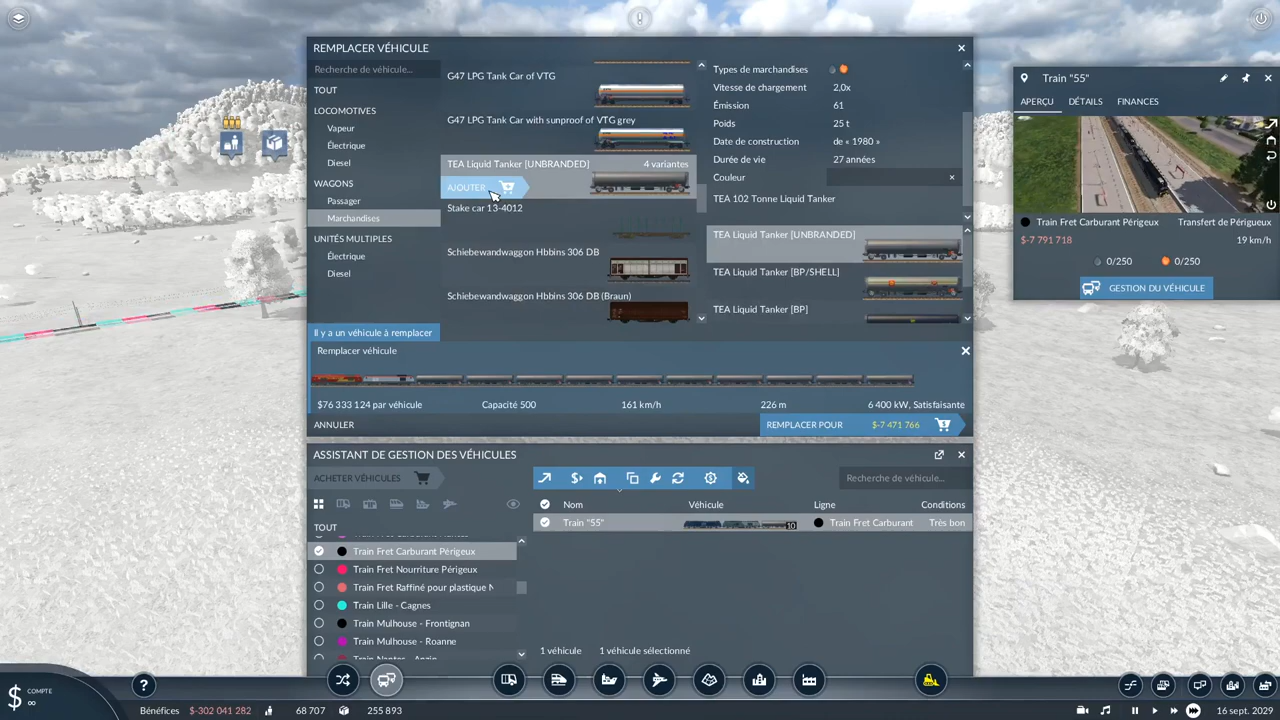 REMPLACER VÉHICULE
Recherche de véhicule...
TOUT
LOCOMOTIVES
Vapeur
Électrique
Diesel
WAGONS
Passager
Marchandises
UNITÉS MULTIPLES
Électrique
Diesel
G47 LPG Tank Car of VTG
G47 LPG Tank Car with sunproof of VTG grey
TEA Liquid Tanker [UNBRANDED] 4 variantes
AJOUTER
Stake car 13-4012
Schiebewandwaggon Hbbins 306 DB
Schiebewandwaggon Hbbins 306 DB (Braun)
Types de marchandises
Vitesse de chargement 2,0x
Émission 61
Poids 25 t
Date de construction de « 1980 »
Durée de vie 27 années
Couleur
TEA 102 Tonne Liquid Tanker
TEA Liquid Tanker [UNBRANDED]
TEA Liquid Tanker [BP/SHELL]
TEA Liquid Tanker [BP]
Il y a un véhicule à remplacer
Remplacer véhicule
$76 333 124 par véhicule Capacité 500 161 km/h 226 m 6 400 kW, Satisfaisante
ANNULER REMPLACER POUR $-7 471 766
Train "55"
APERÇU DÉTAILS FINANCES
Train Fret Carburant Périgeux Transfert de Périgueux
$-7 791 718 19 km/h
0/250 0/250
GESTION DU VÉHICULE
ASSISTANT DE GESTION DES VÉHICULES
ACHETER VÉHICULES
Recherche de véhicule...
TOUT
Train Fret Carburant Périgeux
Train Fret Nourriture Périgeux
Train Fret Raffiné pour plastique N
Train Lille - Cagnes
Train Mulhouse - Frontignan
Train Mulhouse - Roanne
Train Nantes - Anzin
Nom Véhicule Ligne Conditions
Train "55" 10 Train Fret Carburant Très bon
1 véhicule 1 véhicule sélectionné
$ COMPTE
∞
?
Bénéfices $-302 041 282 68 707 255 893 16 sept. 2029